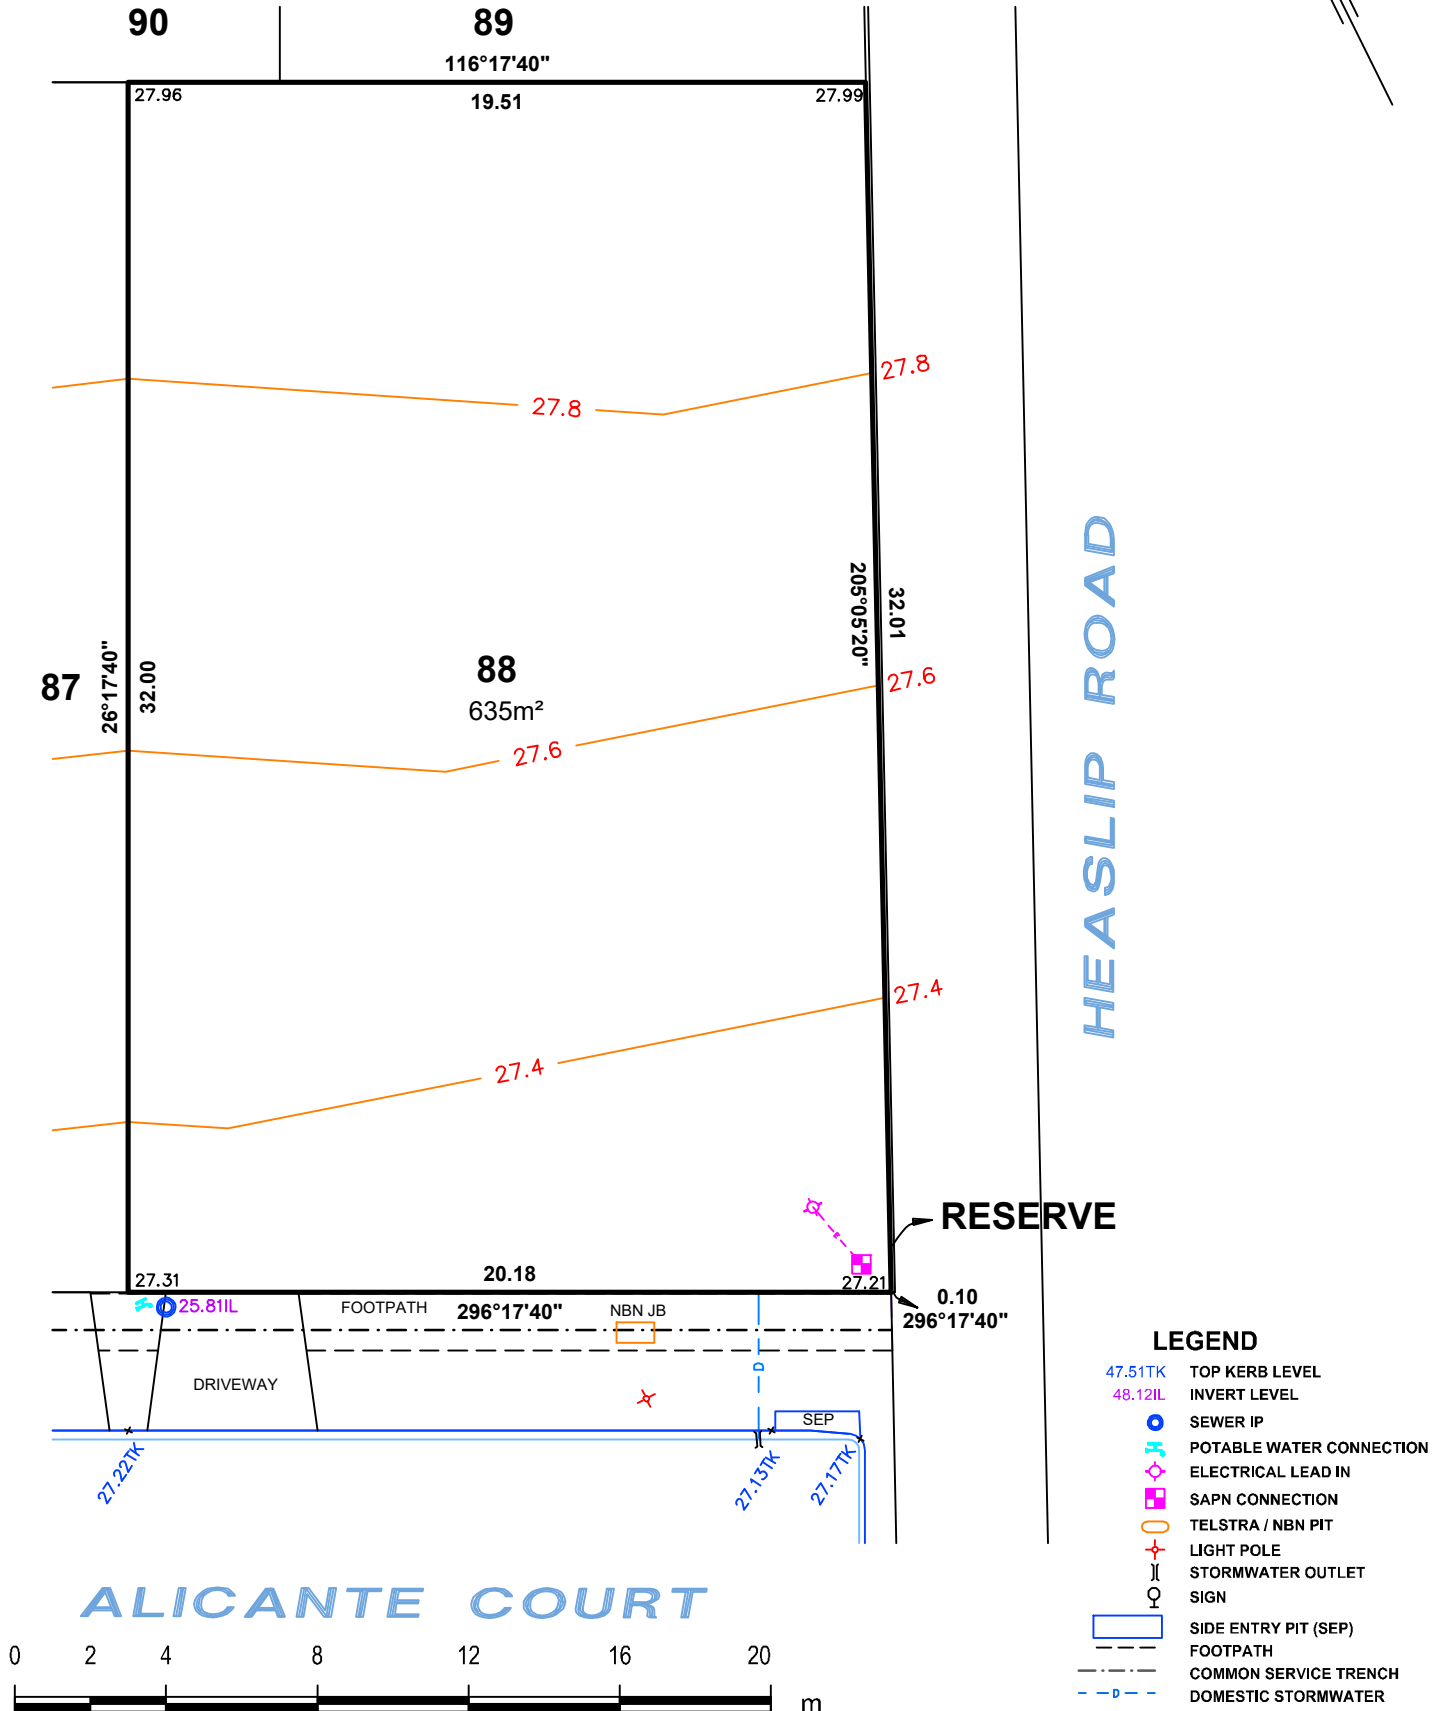 90
89
116°17'40"
27.96
19.51
27.99
27.8
27.8
HEASLIP ROAD
205°05'20"
32.01
26°17'40"
32.00
87
88
635m²
27.6
27.6
27.4
27.4
RESERVE
27.31
20.18
27.21
25.81IL
FOOTPATH
296°17'40"
NBN JB
0.10
296°17'40"
DRIVEWAY
D
SEP
27.22TK
27.13TK
27.17TK
LEGEND
47.51TK TOP KERB LEVEL
48.12IL INVERT LEVEL
SEWER IP
POTABLE WATER CONNECTION
ELECTRICAL LEAD IN
SAPN CONNECTION
TELSTRA / NBN PIT
LIGHT POLE
STORMWATER OUTLET
SIGN
SIDE ENTRY PIT (SEP)
FOOTPATH
COMMON SERVICE TRENCH
D DOMESTIC STORMWATER
ALICANTE COURT
0 2 4 8 12 16 20
m